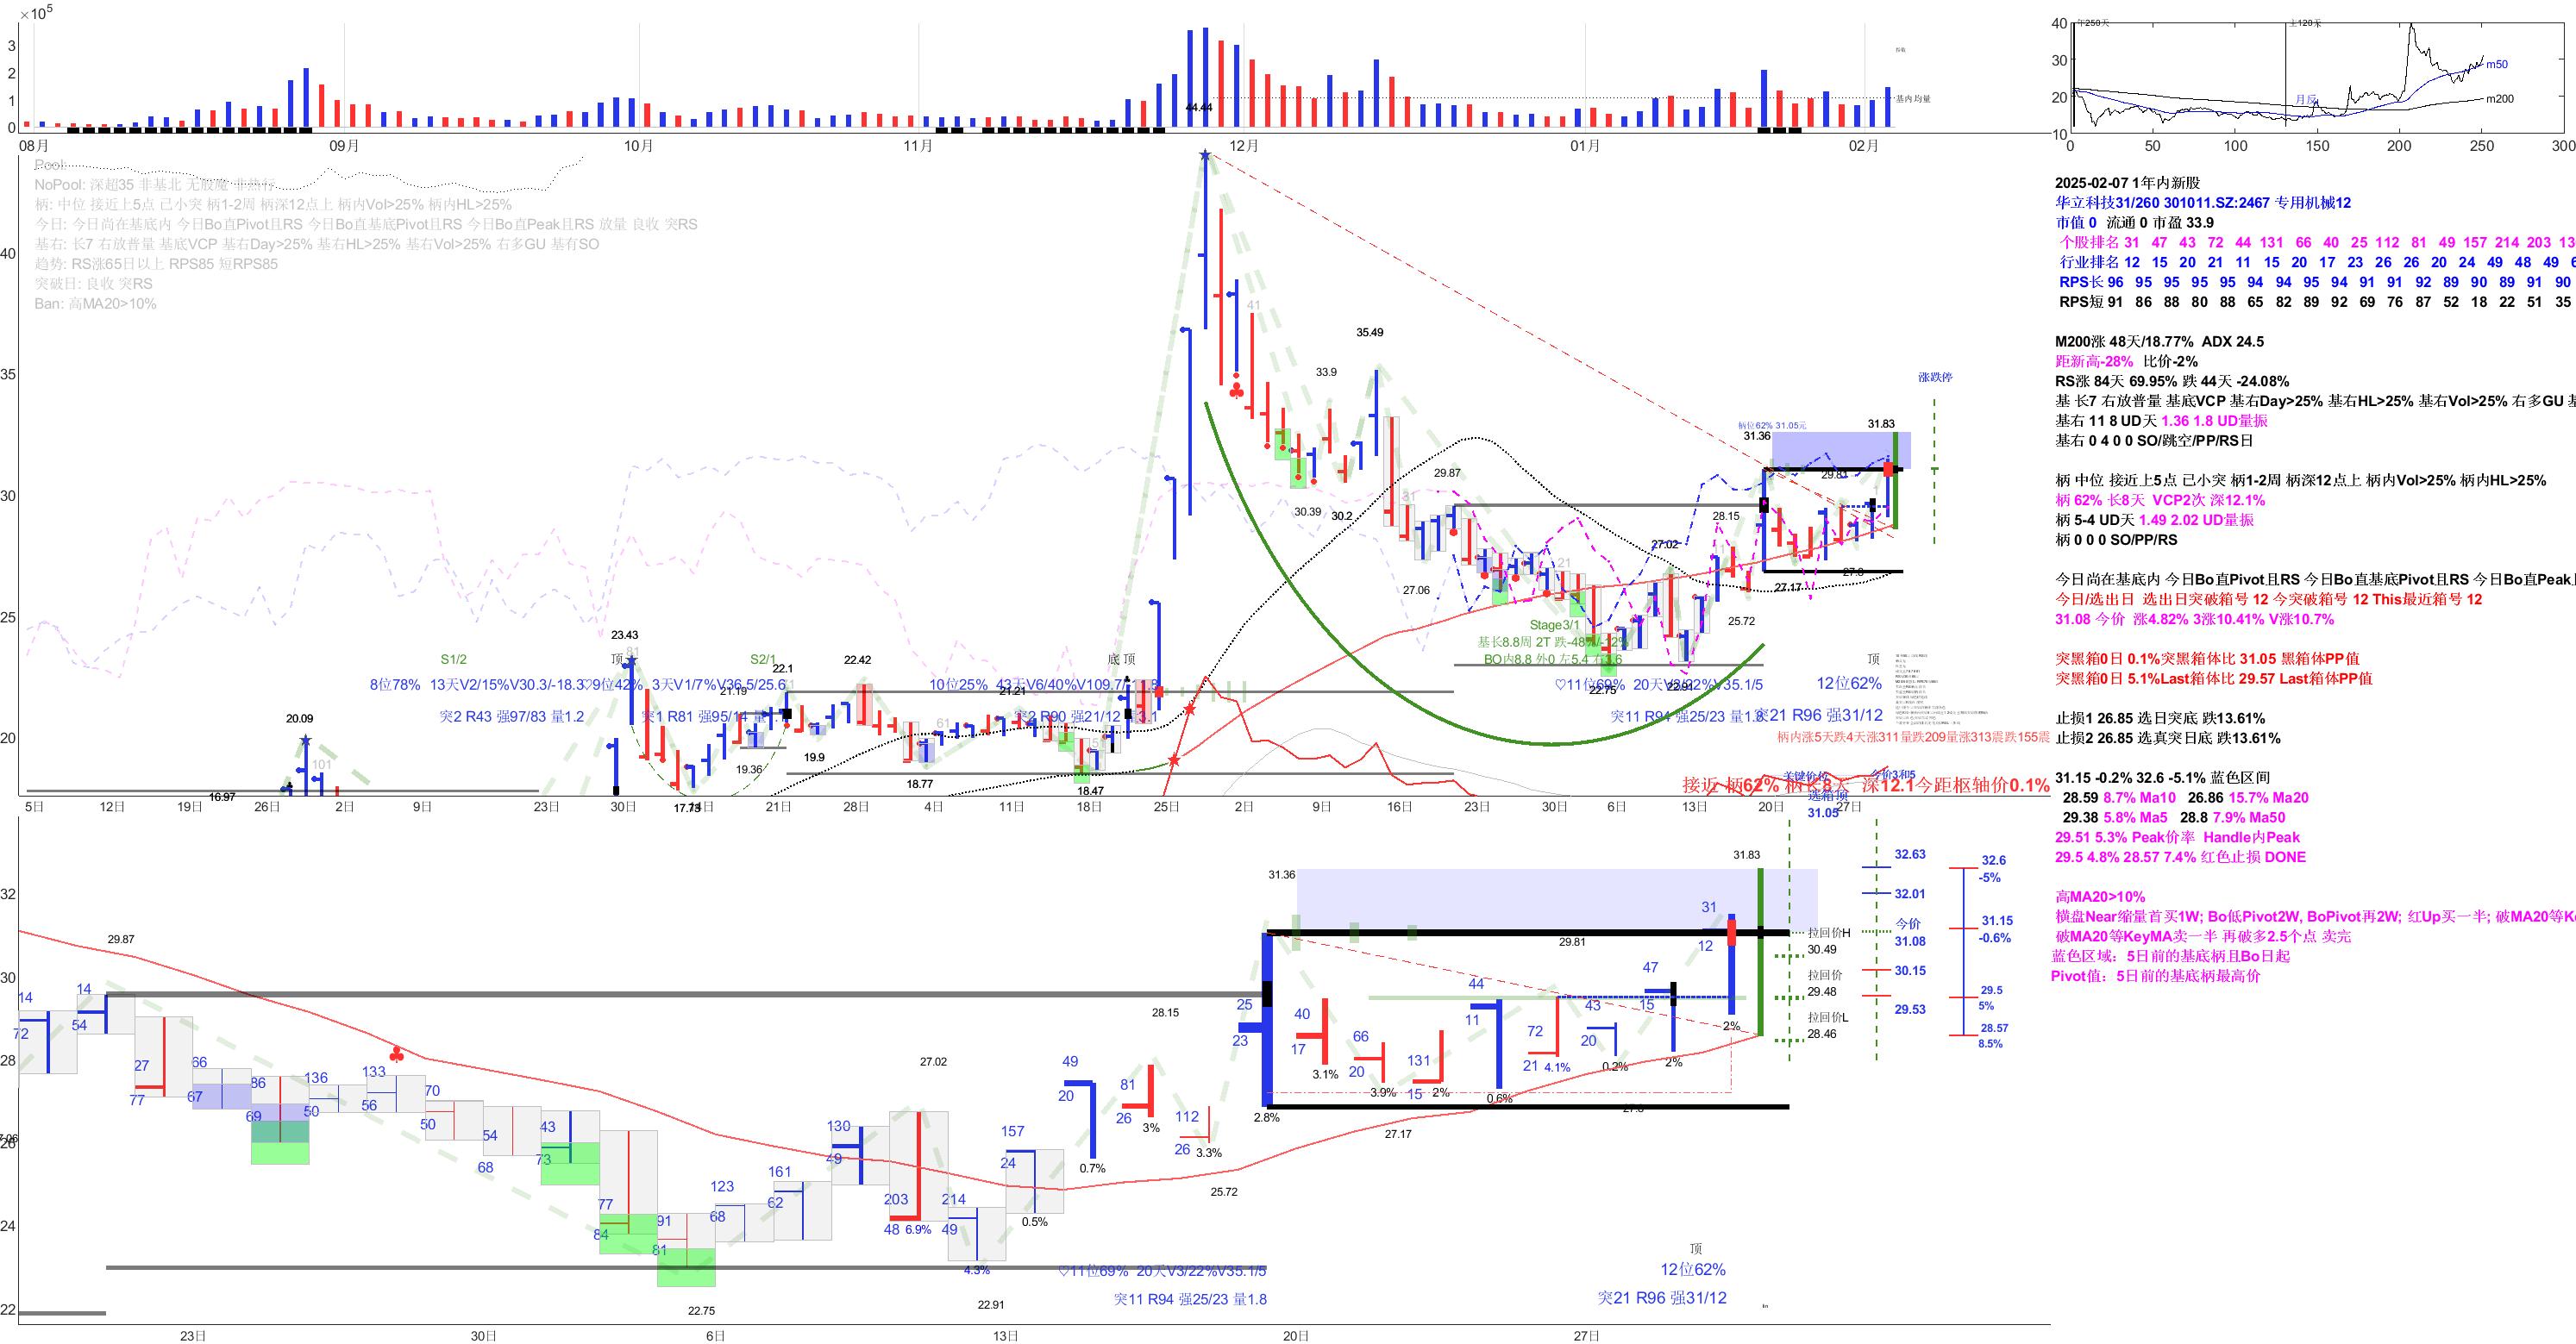 ×10⁵
3
2
1
0
44.44
基内均量
08月
09月
10月
11月
12月
01月
02月
Pool:
NoPool: 深超35 非基北 无股魔 非热行
柄: 中位 接近上5点 已小突 柄1-2周 柄深12点上 柄内Vol>25% 柄内HL>25%
今日: 今日尚在基底内 今日Bo直Pivot且RS 今日Bo直基底Pivot且RS 今日Bo直Peak且RS 放量 良收 突RS
基右: 长7 右放普量 基底VCP 基右Day>25% 基右HL>25% 基右Vol>25% 右多GU 基有SO
趋势: RS涨65日以上 RPS85 短RPS85
突破日: 良收 突RS
Ban: 高MA20>10%
40
35
30
25
20
41
35.49
33.9
30.39
30.2
31
29.87
27.06
21
27.02
28.15
25.72
22.75
22.91
27.17
27.8
29.81
柄位62% 31.05元
31.36
31.83
涨跌停
Stage3/1
基长8.8周 2T 跌-48%/-12%
BO内8.8 外0 左5.4 右3.6
S1/2
23.43
顶
81
S2/1
22.1
22.42
底 顶
顶
8位78% 13天V2/15%V30.3/-18.3
♡9位42% 3天V1/7%V36.5/25.6
10位25% 43天V6/40%V109.7/
♡11位69% 20天V3/22%V35.1/5
12位62%
21.19
21.21
突2 R43 强97/83 量1.2
突1 R81 强95/14 量1.
突2 R90 强21/12
突11 R94 强25/23 量1.8
突21 R96 强31/12
20.09
101
16.97
17.73
19.36
19.9
18.77
61
18.47
柄内涨5天跌4天涨311量跌209量涨313震跌155震
接近 柄62% 柄长8天 深12.1今距枢轴价0.1%
关键价位
今价3和5
选箱顶
31.05
5日
12日
19日
26日
2日
9日
23日
30日
21日
28日
4日
11日
18日
25日
2日
9日
16日
23日
30日
6日
13日
20日
27日
32
30
28
26
24
22
29.87
14
72
14
54
27
77
66
67
86
69
136
50
133
56
70
50
54
68
43
73
77
84
91
81
123
68
161
62
130
49
203
48 6.9%
214
49
4.3%
157
24
0.5%
49
20
0.7%
81
26
3%
112
26
3.3%
25
23
2.8%
40
17
3.1%
66
20
3.9%
131
15
2%
44
11
0.6%
72
21 4.1%
43
20
0.2%
47
15
2%
31
12
2%
31.36
31.83
29.81
28.15
27.02
27.17
27.8
25.72
22.75
22.91
♡11位69% 20天V3/22%V35.1/5
突11 R94 强25/23 量1.8
顶
12位62%
突21 R96 强31/12
拉回价H
30.49
拉回价
29.48
拉回价L
28.46
32.63
32.01
今价
31.08
30.15
29.53
32.6
-5%
31.15
-0.6%
29.5
5%
28.57
8.5%
23日
30日
6日
13日
20日
27日
40
30
20
10
年250天
主120天
月反
m50
m200
0
50
100
150
200
250
300
2025-02-07 1年内新股
华立科技31/260 301011.SZ:2467 专用机械12
市值 0 流通 0 市盈 33.9
个股排名 31 47 43 72 44 131 66 40 25 112 81 49 157 214 203 13
行业排名 12 15 20 21 11 15 20 17 23 26 26 20 24 49 48 49 6
RPS长 96 95 95 95 95 94 94 95 94 91 91 92 89 90 89 91 90
RPS短 91 86 88 80 88 65 82 89 92 69 76 87 52 18 22 51 35
M200涨 48天/18.77% ADX 24.5
距新高-28% 比价-2%
RS涨 84天 69.95% 跌 44天 -24.08%
基 长7 右放普量 基底VCP 基右Day>25% 基右HL>25% 基右Vol>25% 右多GU 基
基右 11 8 UD天 1.36 1.8 UD量振
基右 0 4 0 0 SO/跳空/PP/RS日
柄 中位 接近上5点 已小突 柄1-2周 柄深12点上 柄内Vol>25% 柄内HL>25%
柄 62% 长8天 VCP2次 深12.1%
柄 5-4 UD天 1.49 2.02 UD量振
柄 0 0 0 SO/PP/RS
今日尚在基底内 今日Bo直Pivot且RS 今日Bo直基底Pivot且RS 今日Bo直Peak且
今日/选出日 选出日突破箱号 12 今突破箱号 12 This最近箱号 12
31.08 今价 涨4.82% 3涨10.41% V涨10.7%
突黑箱0日 0.1%突黑箱体比 31.05 黑箱体PP值
突黑箱0日 5.1%Last箱体比 29.57 Last箱体PP值
止损1 26.85 选日突底 跌13.61%
止损2 26.85 选真突日底 跌13.61%
31.15 -0.2% 32.6 -5.1% 蓝色区间
28.59 8.7% Ma10 26.86 15.7% Ma20
29.38 5.8% Ma5 28.8 7.9% Ma50
29.51 5.3% Peak价率 Handle内Peak
29.5 4.8% 28.57 7.4% 红色止损 DONE
高MA20>10%
横盘Near缩量首买1W; Bo低Pivot2W, BoPivot再2W; 红Up买一半; 破MA20等K
破MA20等KeyMA卖一半 再破多2.5个点 卖完
蓝色区域：5日前的基底柄且Bo日起
Pivot值：5日前的基底柄最高价